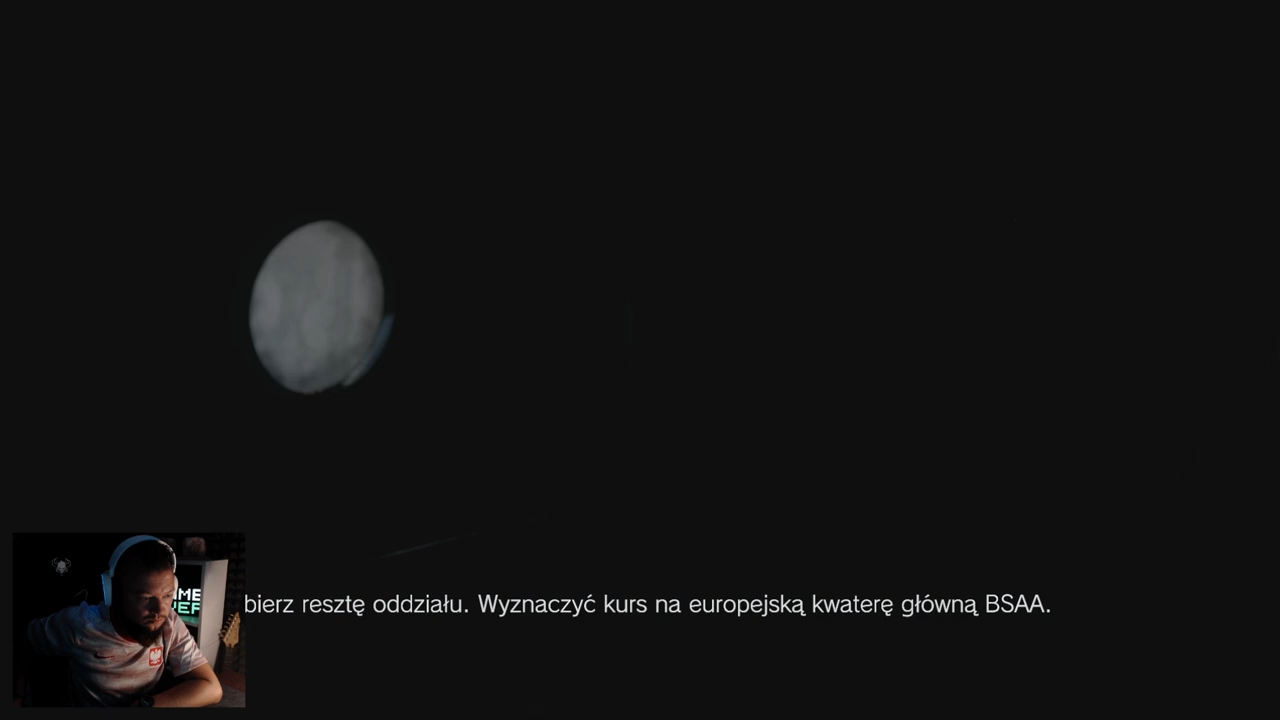 bierz resztę oddziału. Wyznaczyć kurs na europejską kwaterę główną BSAA.